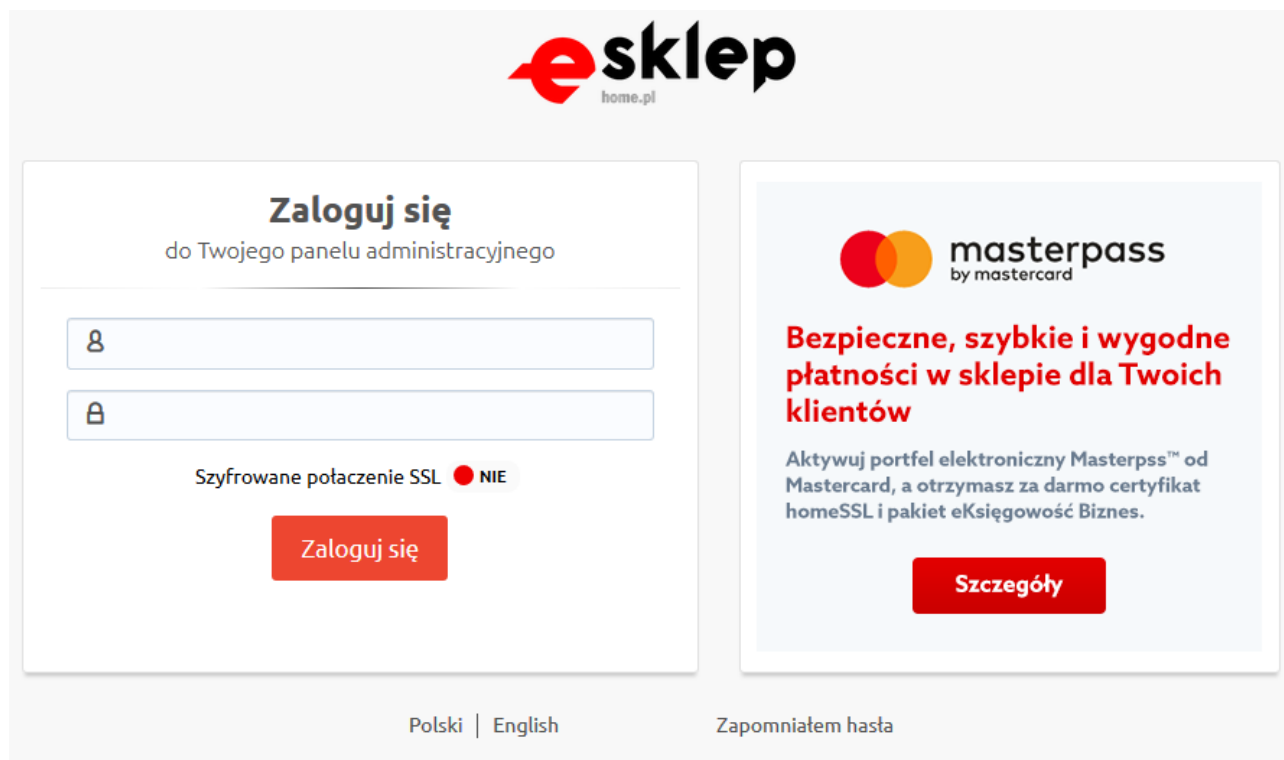 esklep
home.pl
Zaloguj się
do Twojego panelu administracyjnego
Szyfrowane połaczenie SSL NIE
Zaloguj się
masterpass
by mastercard
Bezpieczne, szybkie i wygodne
płatności w sklepie dla Twoich
klientów
Aktywuj portfel elektroniczny Masterpss™ od
Mastercard, a otrzymasz za darmo certyfikat
homeSSL i pakiet eKsięgowość Biznes.
Szczegóły
Polski | English
Zapomniałem hasła